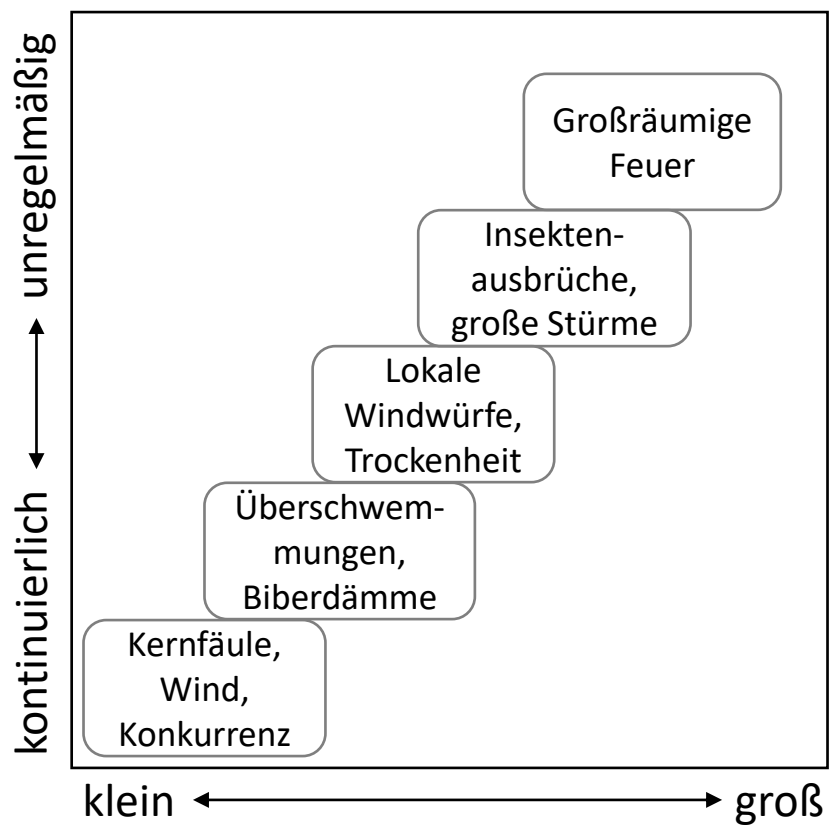 unregelmäßig
kontinuierlich
Großräumige
Feuer
Insekten-
ausbrüche,
große Stürme
Lokale
Windwürfe,
Trockenheit
Überschwem-
mungen,
Biberdämme
Kernfäule,
Wind,
Konkurrenz
klein
groß